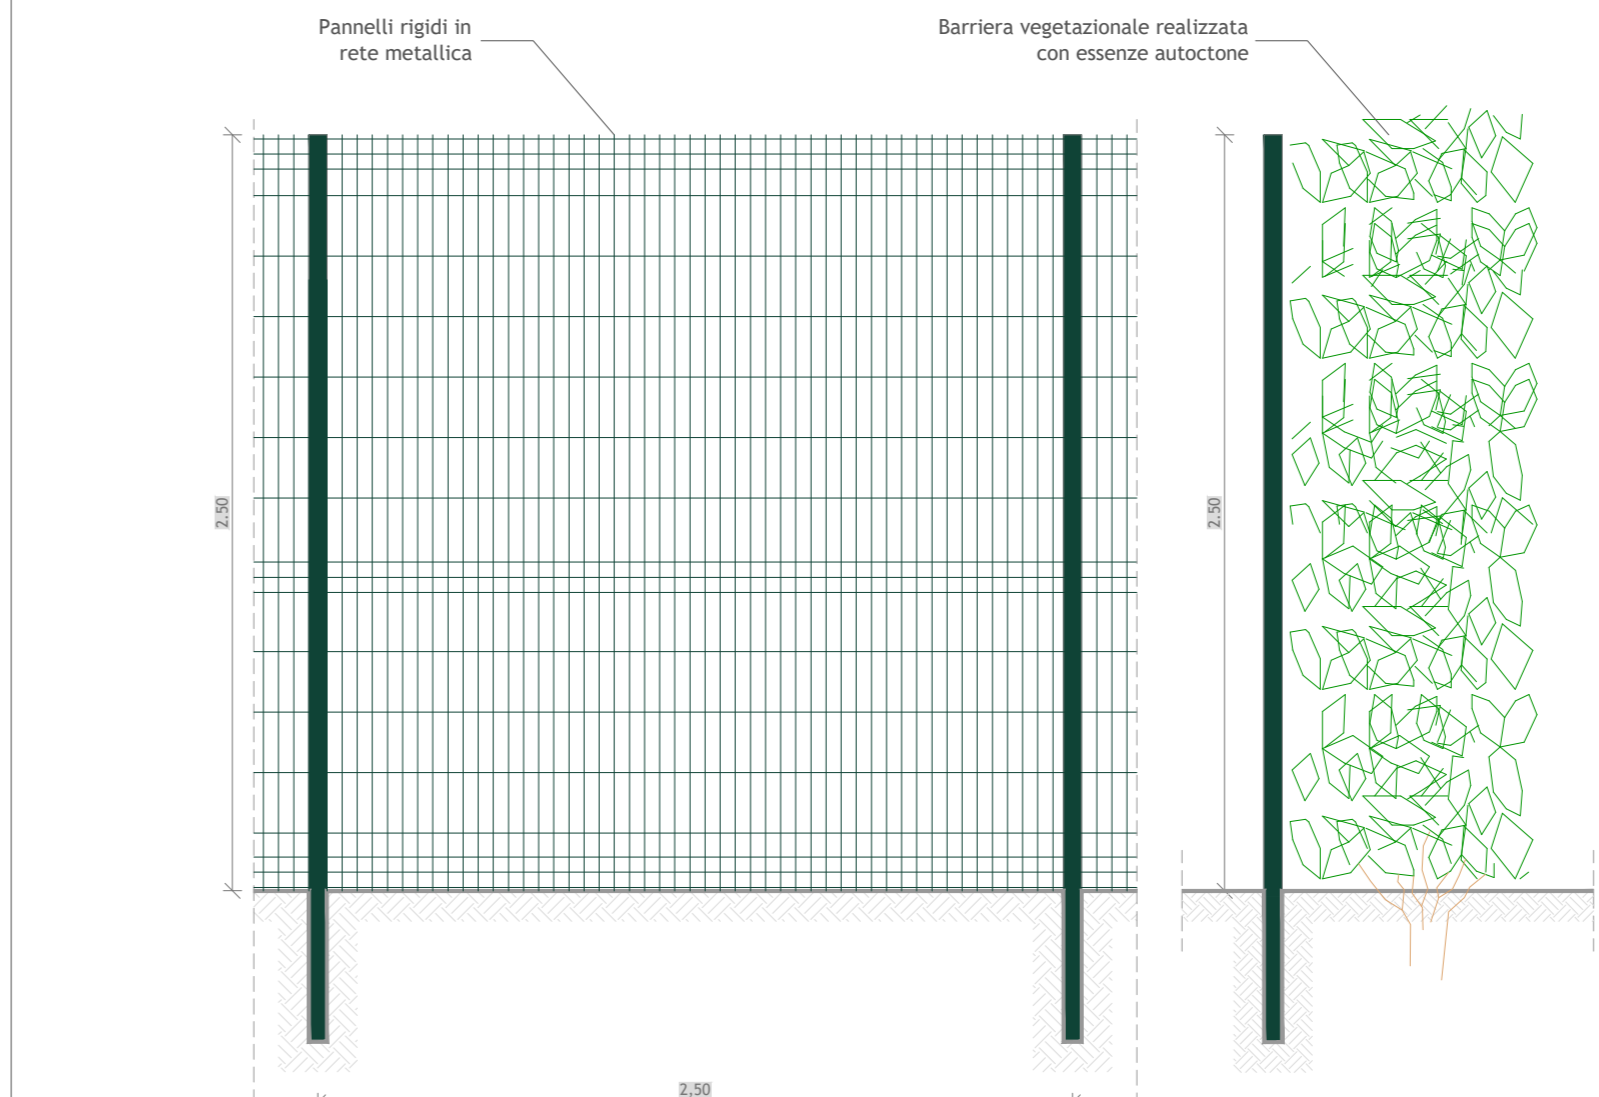 Pannelli rigidi in
rete metallica
Barriera vegetazionale realizzata
con essenze autoctone
2.50
2.50
2,50